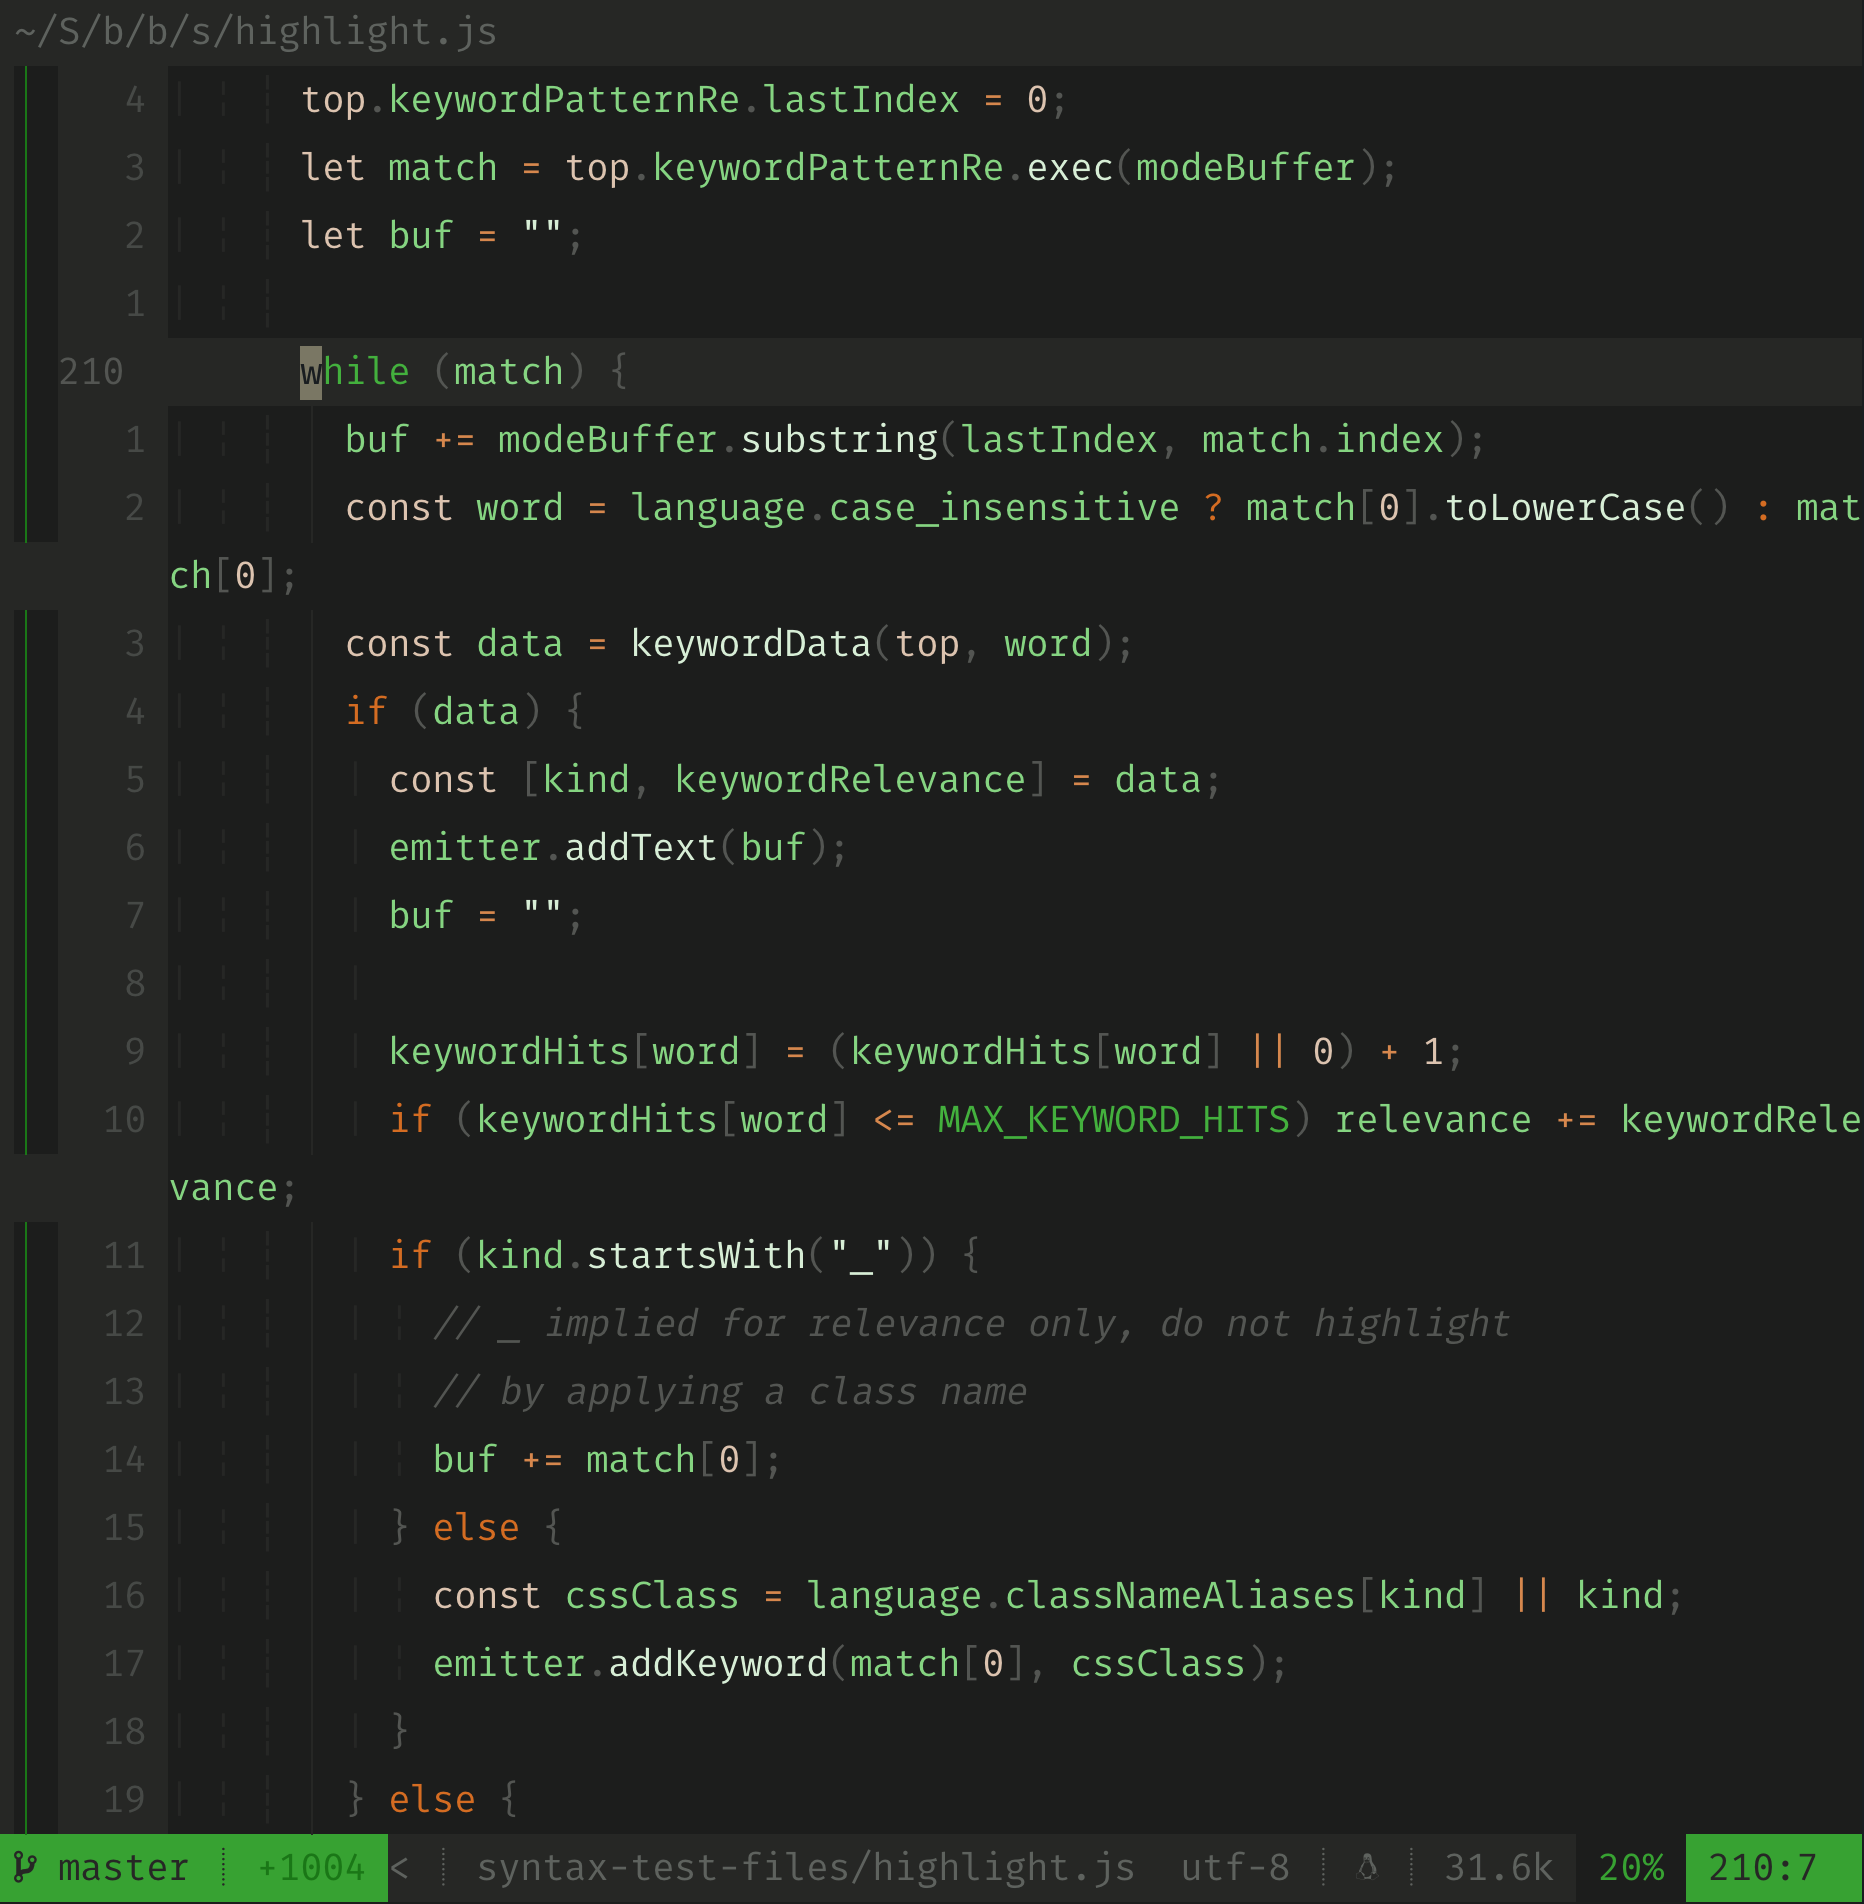 ~/S/b/b/s/highlight.js
4 top.keywordPatternRe.lastIndex = 0;
3 let match = top.keywordPatternRe.exec(modeBuffer);
2 let buf = "";
1
210 while (match) {
1 buf += modeBuffer.substring(lastIndex, match.index);
2 const word = language.case_insensitive ? match[0].toLowerCase() : mat
ch[0];
3 const data = keywordData(top, word);
4 if (data) {
5 const [kind, keywordRelevance] = data;
6 emitter.addText(buf);
7 buf = "";
8
9 keywordHits[word] = (keywordHits[word] || 0) + 1;
10 if (keywordHits[word] <= MAX_KEYWORD_HITS) relevance += keywordRele
vance;
11 if (kind.startsWith("_")) {
12 // _ implied for relevance only, do not highlight
13 // by applying a class name
14 buf += match[0];
15 } else {
16 const cssClass = language.classNameAliases[kind] || kind;
17 emitter.addKeyword(match[0], cssClass);
18 }
19 } else {
master +1004 < syntax-test-files/highlight.js utf-8 31.6k 20% 210:7